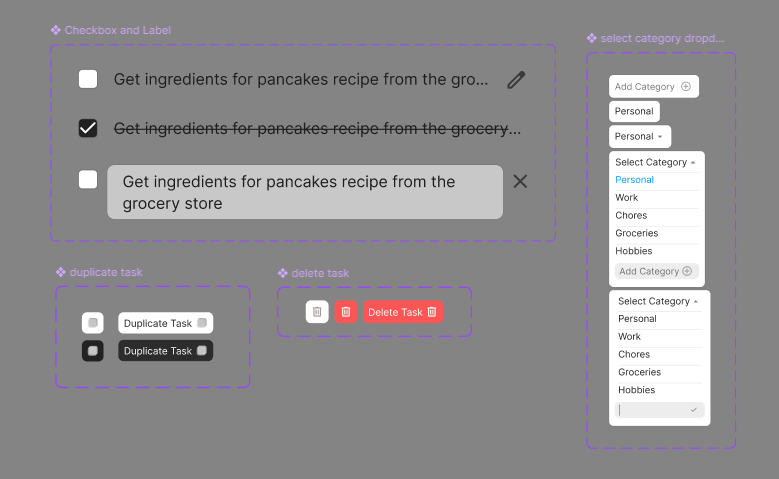 Checkbox and Label
Get ingredients for pancakes recipe from the gro...
Get ingredients for pancakes recipe from the grocery...
Get ingredients for pancakes recipe from the
grocery store
duplicate task
Duplicate Task
Duplicate Task
delete task
Delete Task
select category dropd...
Add Category
Personal
Personal
Select Category
Personal
Work
Chores
Groceries
Hobbies
Add Category
Select Category
Personal
Work
Chores
Groceries
Hobbies